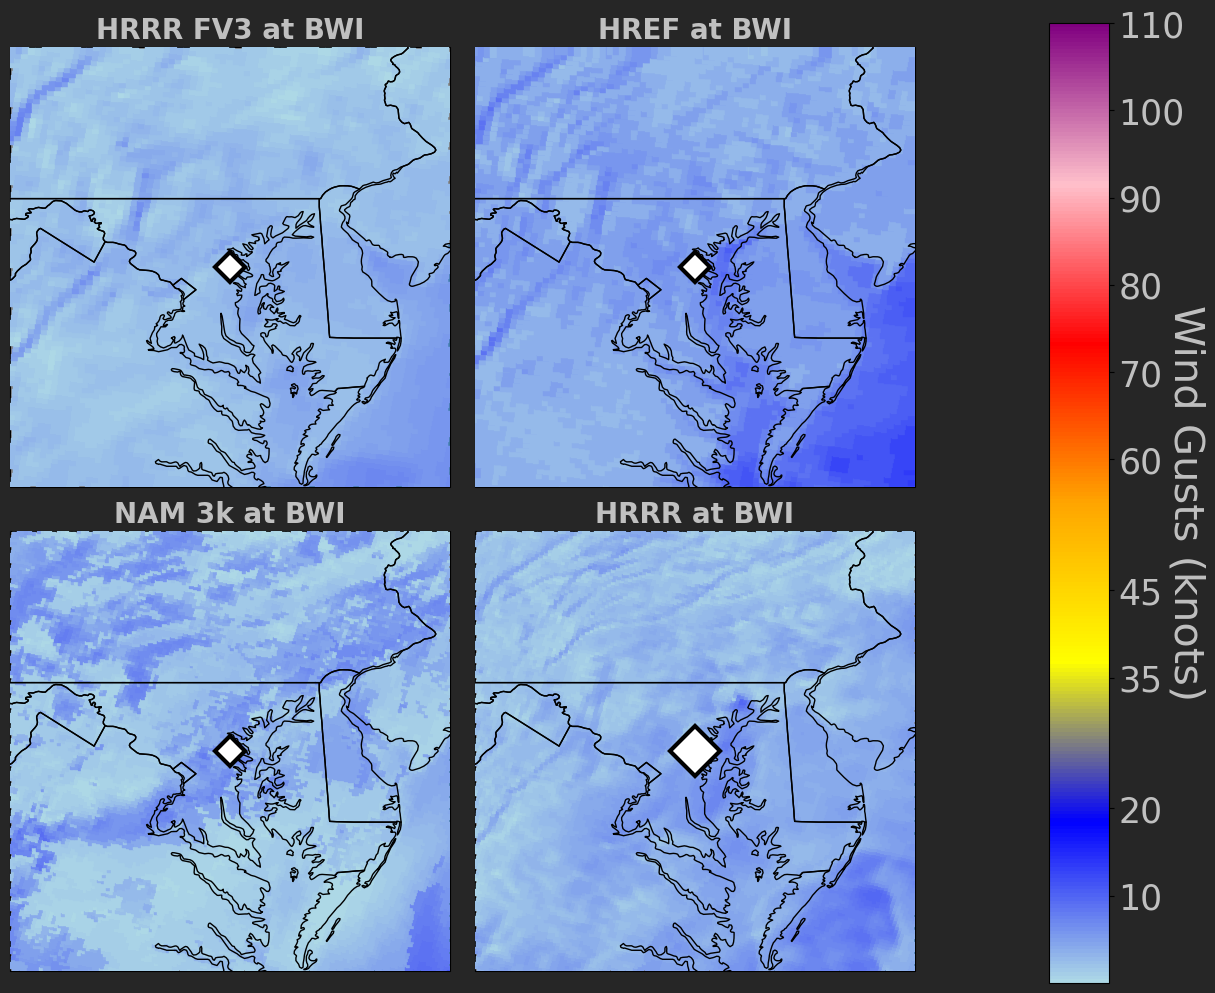 HRRR FV3 at BWI
HREF at BWI
NAM 3k at BWI
HRRR at BWI
110
100
90
80
70
60
45
35
20
10
Wind Gusts (knots)